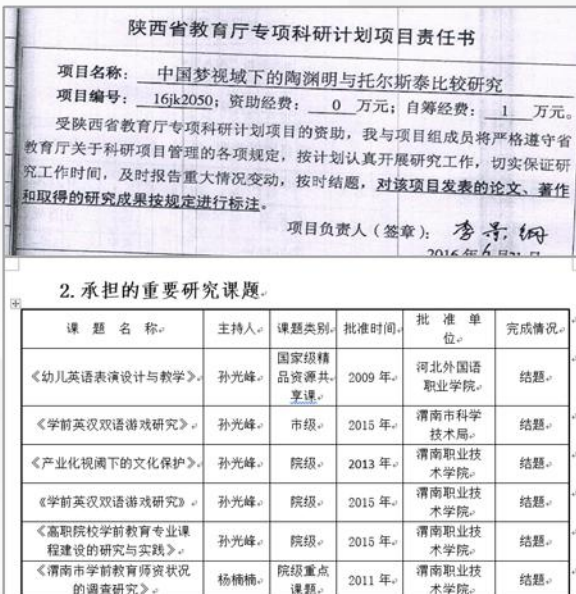 陕西省教育厅专项科研计划项目责任书
项目名称: 中国梦视域下的陶渊明与托尔斯泰比较研究
项目编号: 16jk2050; 资助经费: 0 万元; 自筹经费: 1 万元。
受陕西省教育厅专项科研计划项目的资助，我与项目组成员将严格遵守省
教育厅关于科研项目管理的各项规定，按计划认真开展研究工作，切实保证研
究工作时间，及时报告重大情况变动，按时结题，对该项目发表的论文、著作
和取得的研究成果按规定进行标注。
项目负责人（签章）: 李景纲
2016年6月
2.承担的重要研究课题
课 题 名 称 主持人 课题类别 批准时间 批 准 单
位 完成情况
《幼儿英语表演设计与教学》 孙光峰 国家级精
品资源共
享课 2009年 河北外国语
职业学院 结题
《学前英汉双语游戏研究》 孙光峰 市级 2015年 渭南市科学
技术局 结题
《产业化视阈下的文化保护》 孙光峰 院级 2013年 渭南职业技
术学院 结题
《学前英汉双语游戏研究》 孙光峰 院级 2015年 渭南职业技
术学院 结题
《高职院校学前教育专业课
程建设的研究与实践》 孙光峰 院级 2015年 渭南职业技
术学院 结题
《渭南市学前教育师资状况
的调查研究》 杨楠楠 院级重点
课题 2011年 渭南职业技
术学院 结题